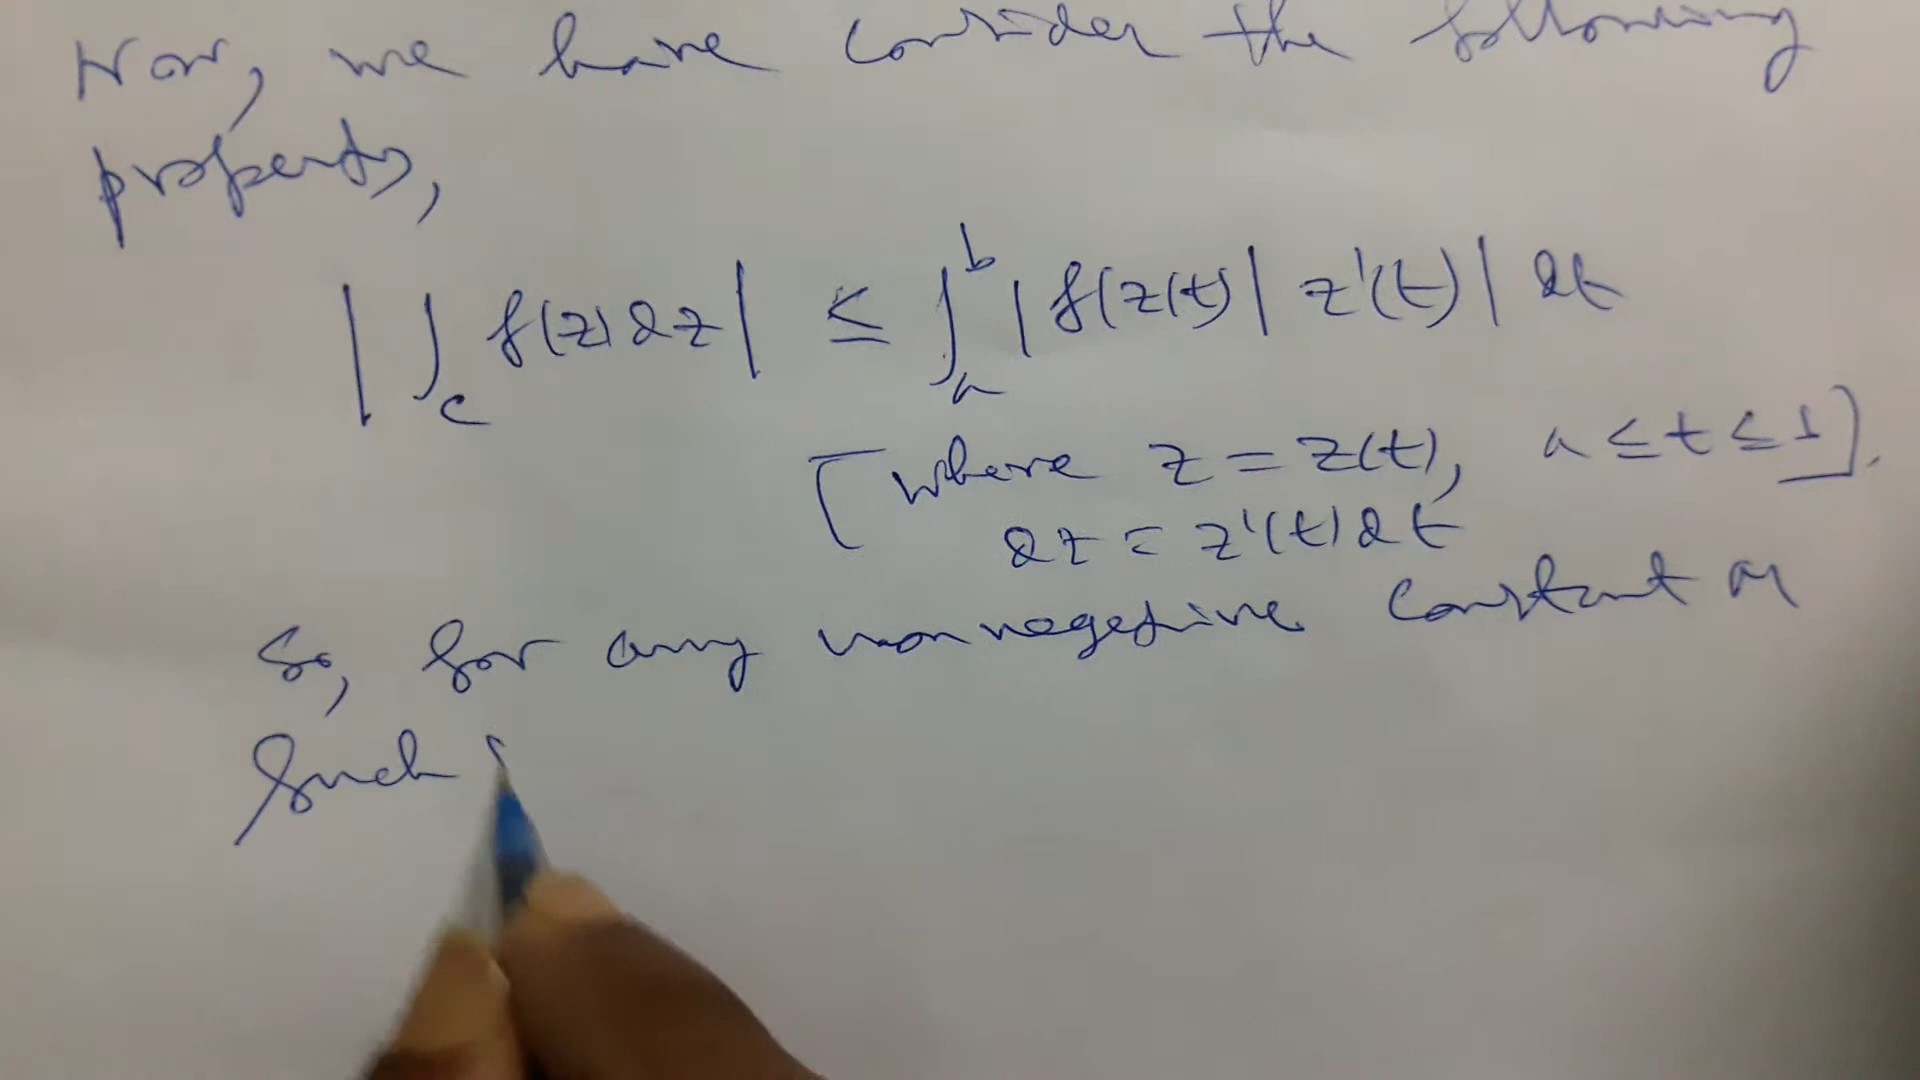 Now, we have consider the following
property,
|∫_c f(z) dz| ≤ ∫_a^b |f(z(t)| z'(t)| dt
[where z = z(t), a ≤ t ≤ b].
dz = z'(t) dt
So, for any nonnegative constant M
Such